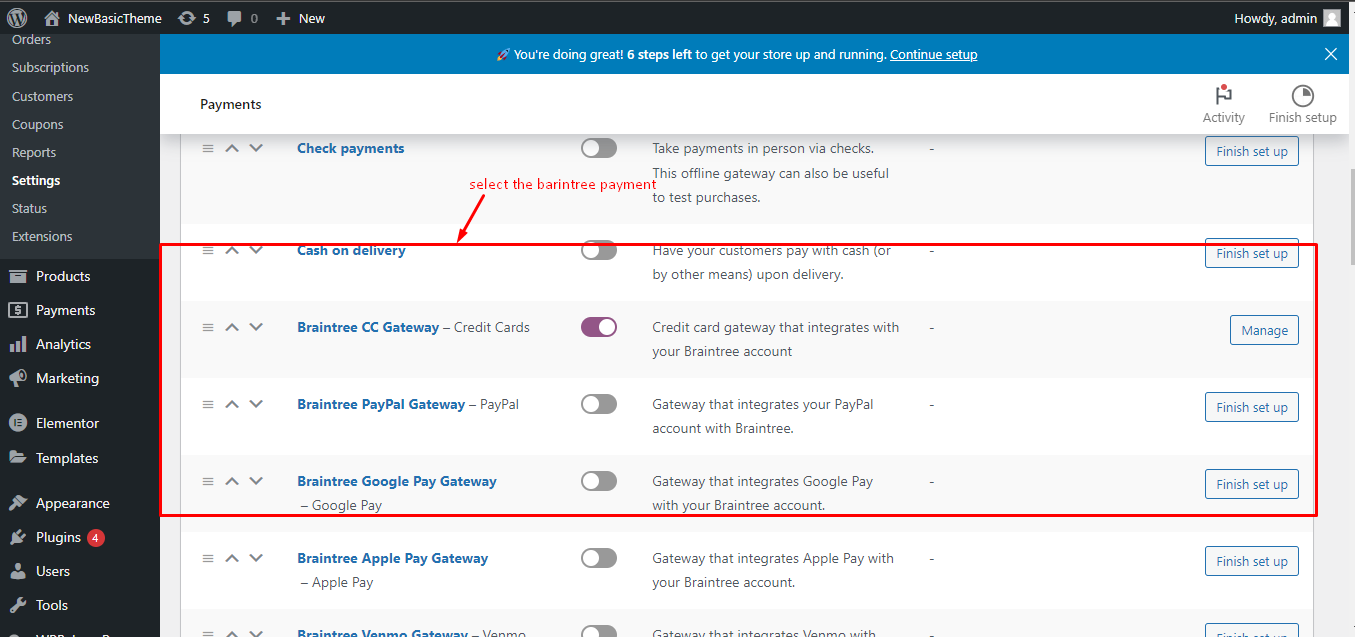 NewBasicTheme 5 0 New Howdy, admin
Orders
Subscriptions
Customers
Coupons
Reports
Settings
Status
Extensions
Products
Payments
Analytics
Marketing
Elementor
Templates
Appearance
Plugins 4
Users
Tools
🚀 You're doing great! 6 steps left to get your store up and running. Continue setup
Payments
Activity
Finish setup
Check payments
Take payments in person via checks.
This offline gateway can also be useful
to test purchases.
-
Finish set up
select the barintree payment
Cash on delivery
Have your customers pay with cash (or
by other means) upon delivery.
-
Finish set up
Braintree CC Gateway – Credit Cards
Credit card gateway that integrates with
your Braintree account
-
Manage
Braintree PayPal Gateway – PayPal
Gateway that integrates your PayPal
account with Braintree.
-
Finish set up
Braintree Google Pay Gateway
– Google Pay
Gateway that integrates Google Pay
with your Braintree account.
-
Finish set up
Braintree Apple Pay Gateway
– Apple Pay
Gateway that integrates Apple Pay with
your Braintree account.
-
Finish set up
Braintree Venmo Gateway – Venmo
Gateway that integrates Venmo with
Finish set up